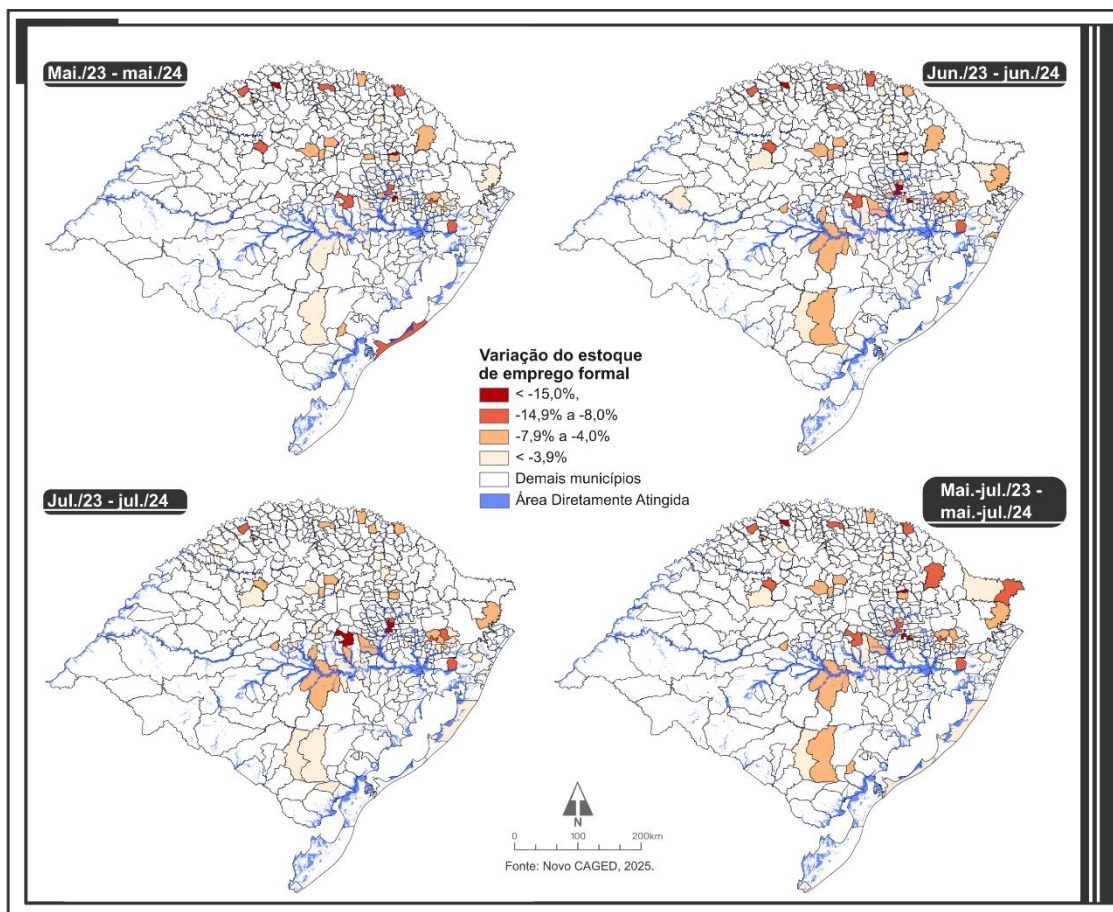 Mai./23 - mai./24
Jun./23 - jun./24
Variação do estoque
de emprego formal
< -15,0%,
-14,9% a -8,0%
-7,9% a -4,0%
< -3,9%
Demais municípios
Área Diretamente Atingida
Jul./23 - jul./24
Mai.-jul./23 -
mai.-jul./24
N
0 100 200km
Fonte: Novo CAGED, 2025.